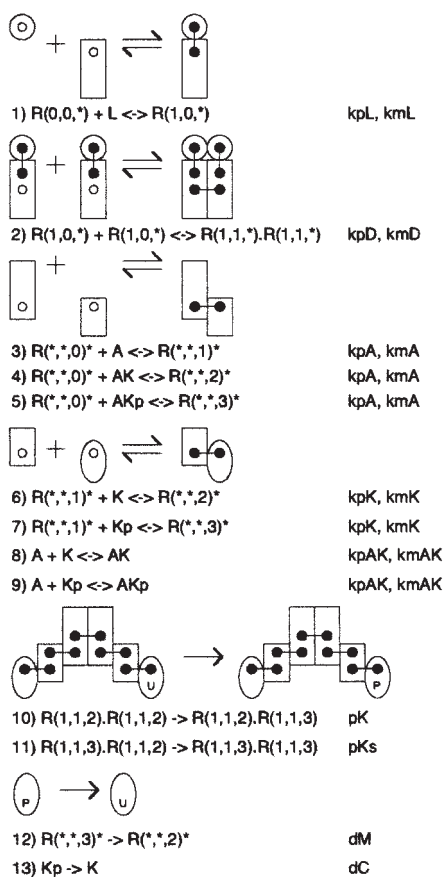 1) R(0,0,*) + L <-> R(1,0,*) kpL, kmL
2) R(1,0,*) + R(1,0,*) <-> R(1,1,*).R(1,1,*) kpD, kmD
3) R(*,*,0)* + A <-> R(*,*,1)* kpA, kmA
4) R(*,*,0)* + AK <-> R(*,*,2)* kpA, kmA
5) R(*,*,0)* + AKp <-> R(*,*,3)* kpA, kmA
6) R(*,*,1)* + K <-> R(*,*,2)* kpK, kmK
7) R(*,*,1)* + Kp <-> R(*,*,3)* kpK, kmK
8) A + K <-> AK kpAK, kmAK
9) A + Kp <-> AKp kpAK, kmAK
U P
10) R(1,1,2).R(1,1,2) -> R(1,1,2).R(1,1,3) pK
11) R(1,1,3).R(1,1,2) -> R(1,1,3).R(1,1,3) pKs
P U
12) R(*,*,3)* -> R(*,*,2)* dM
13) Kp -> K dC